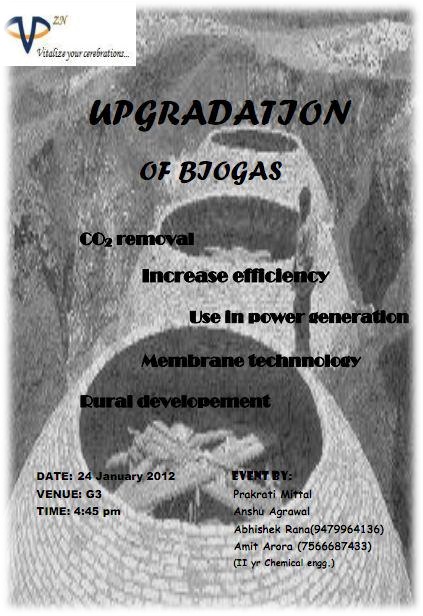 ZN
Vitalize your cerebrations...
UPGRADATION
OF BIOGAS
CO₂ removal
Increase efficiency
Use in power generation
Membrane technnology
Rural developement
DATE: 24 January 2012
VENUE: G3
TIME: 4:45 pm
EVENT BY:
Prakrati Mittal
Anshu Agrawal
Abhishek Rana(9479964136)
Amit Arora (7566687433)
(II yr Chemical engg.)